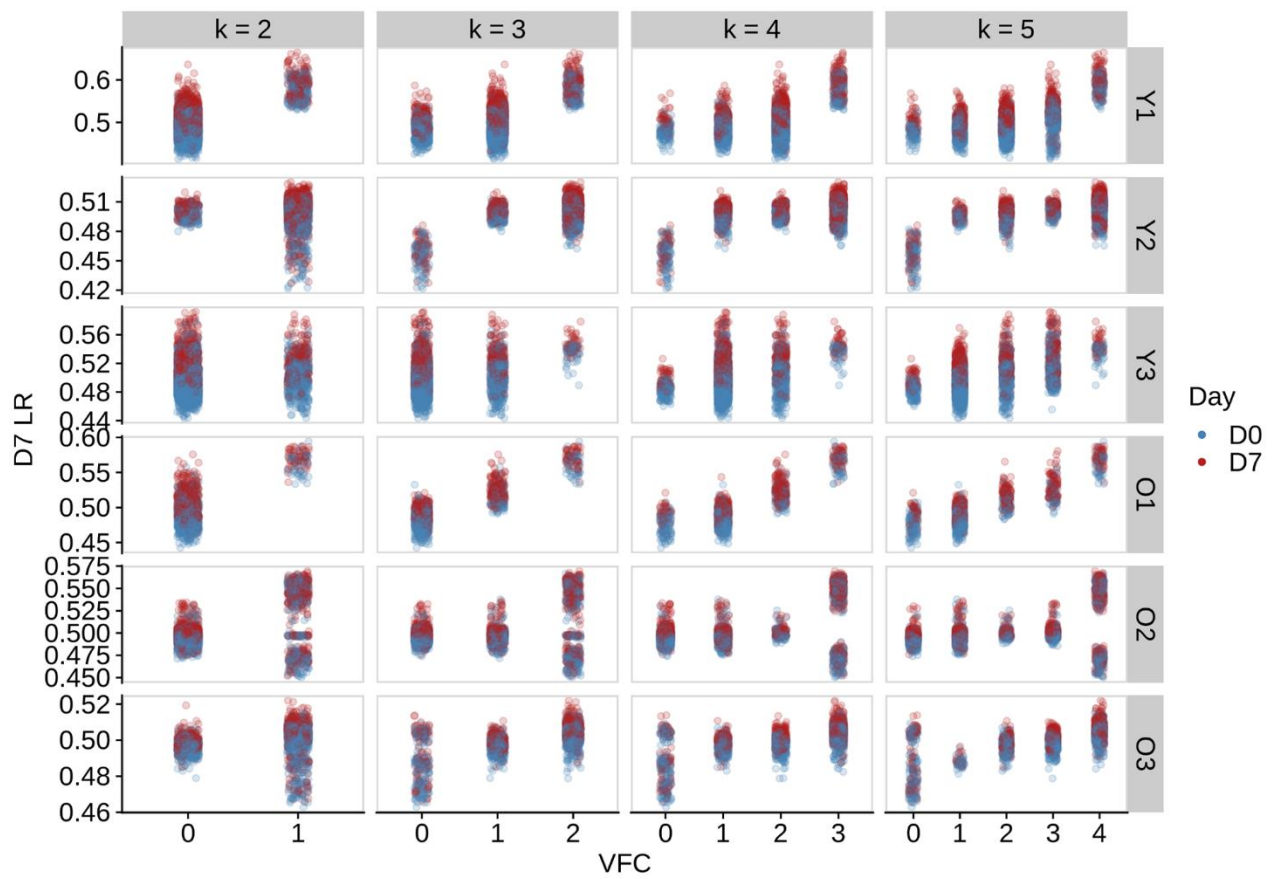 k = 2 k = 3 k = 4 k = 5
0.6
0.5
Y1
0.51
0.48
0.45
0.42
Y2
0.56
0.52
0.48
0.44
Y3
0.60
0.55
0.50
0.45
O1
0.575
0.550
0.525
0.500
0.475
0.450
O2
0.52
0.50
0.48
0.46
O3
D7 LR
0 1 0 1 2 0 1 2 3 0 1 2 3 4
VFC
Day
D0
D7